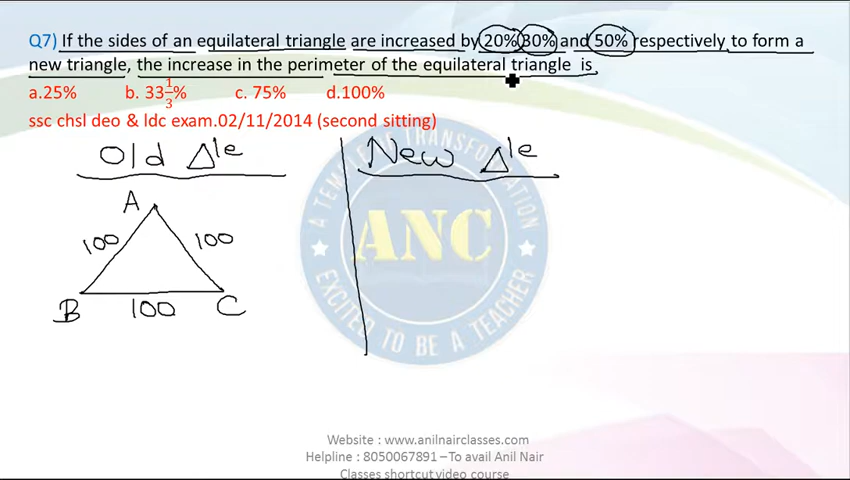 Q7) If the sides of an equilateral triangle are increased by 20% 30% and 50% respectively to form a
new triangle, the increase in the perimeter of the equilateral triangle is
a.25% b. 33 1/3% c. 75% d.100%
ssc chsl deo & ldc exam.02/11/2014 (second sitting)
Old Δle New Δle
A
100 100
B 100 C
A TEMPLE OF TRANSFORMATION
ANC
EXCITED TO BE A TEACHER
Website : www.anilnairclasses.com
Helpline : 8050067891 –To avail Anil Nair
Classes shortcut video course